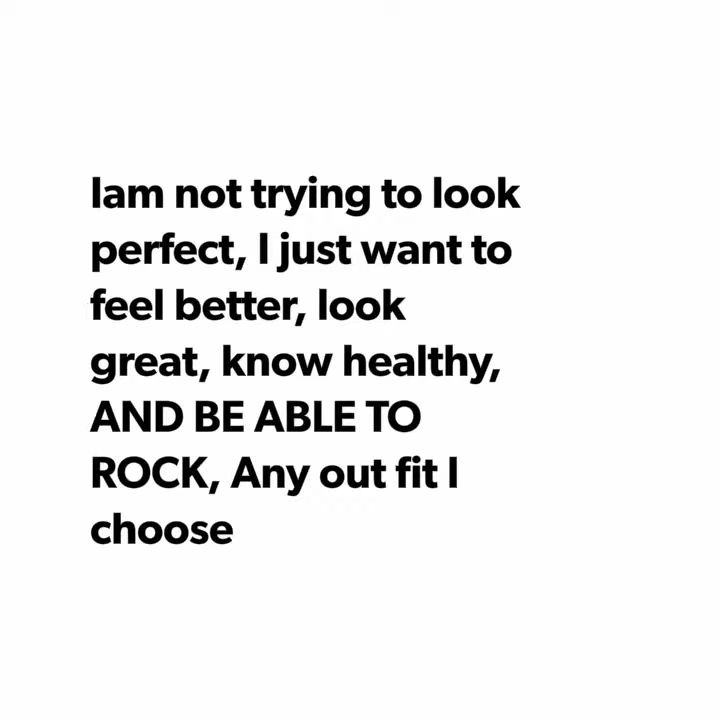 Iam not trying to look
perfect, I just want to
feel better, look
great, know healthy,
AND BE ABLE TO
ROCK, Any out fit I
choose